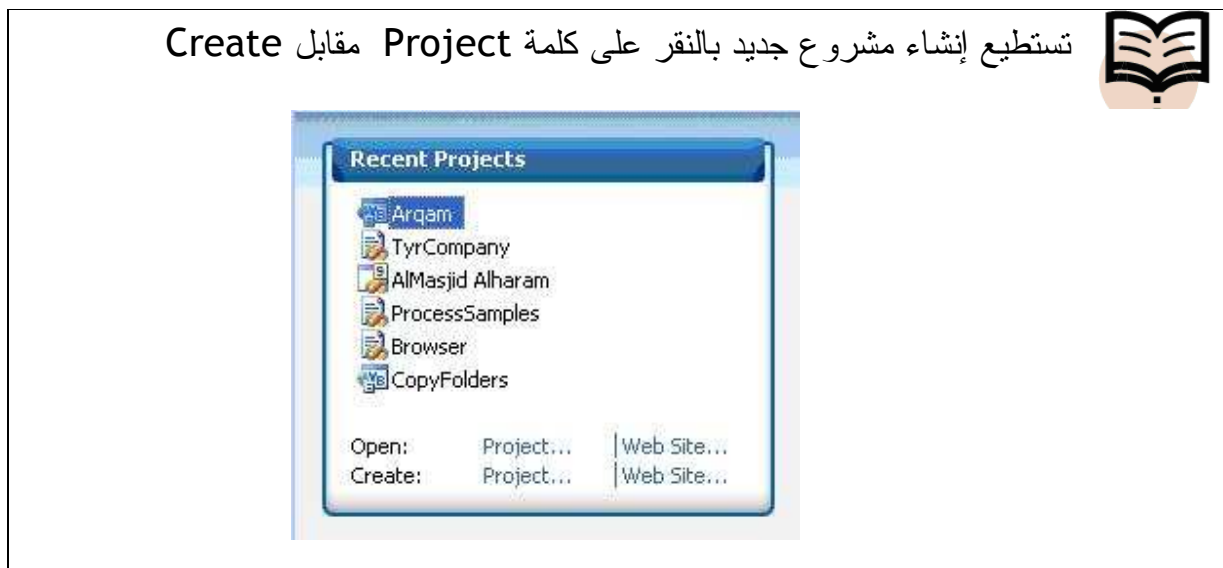 تستطيع إنشاء مشروع جديد بالنقر على كلمة Project مقابل Create
Recent Projects
Arqam
TyrCompany
AlMasjid Alharam
ProcessSamples
Browser
CopyFolders
Open: Project... | Web Site...
Create: Project... | Web Site...